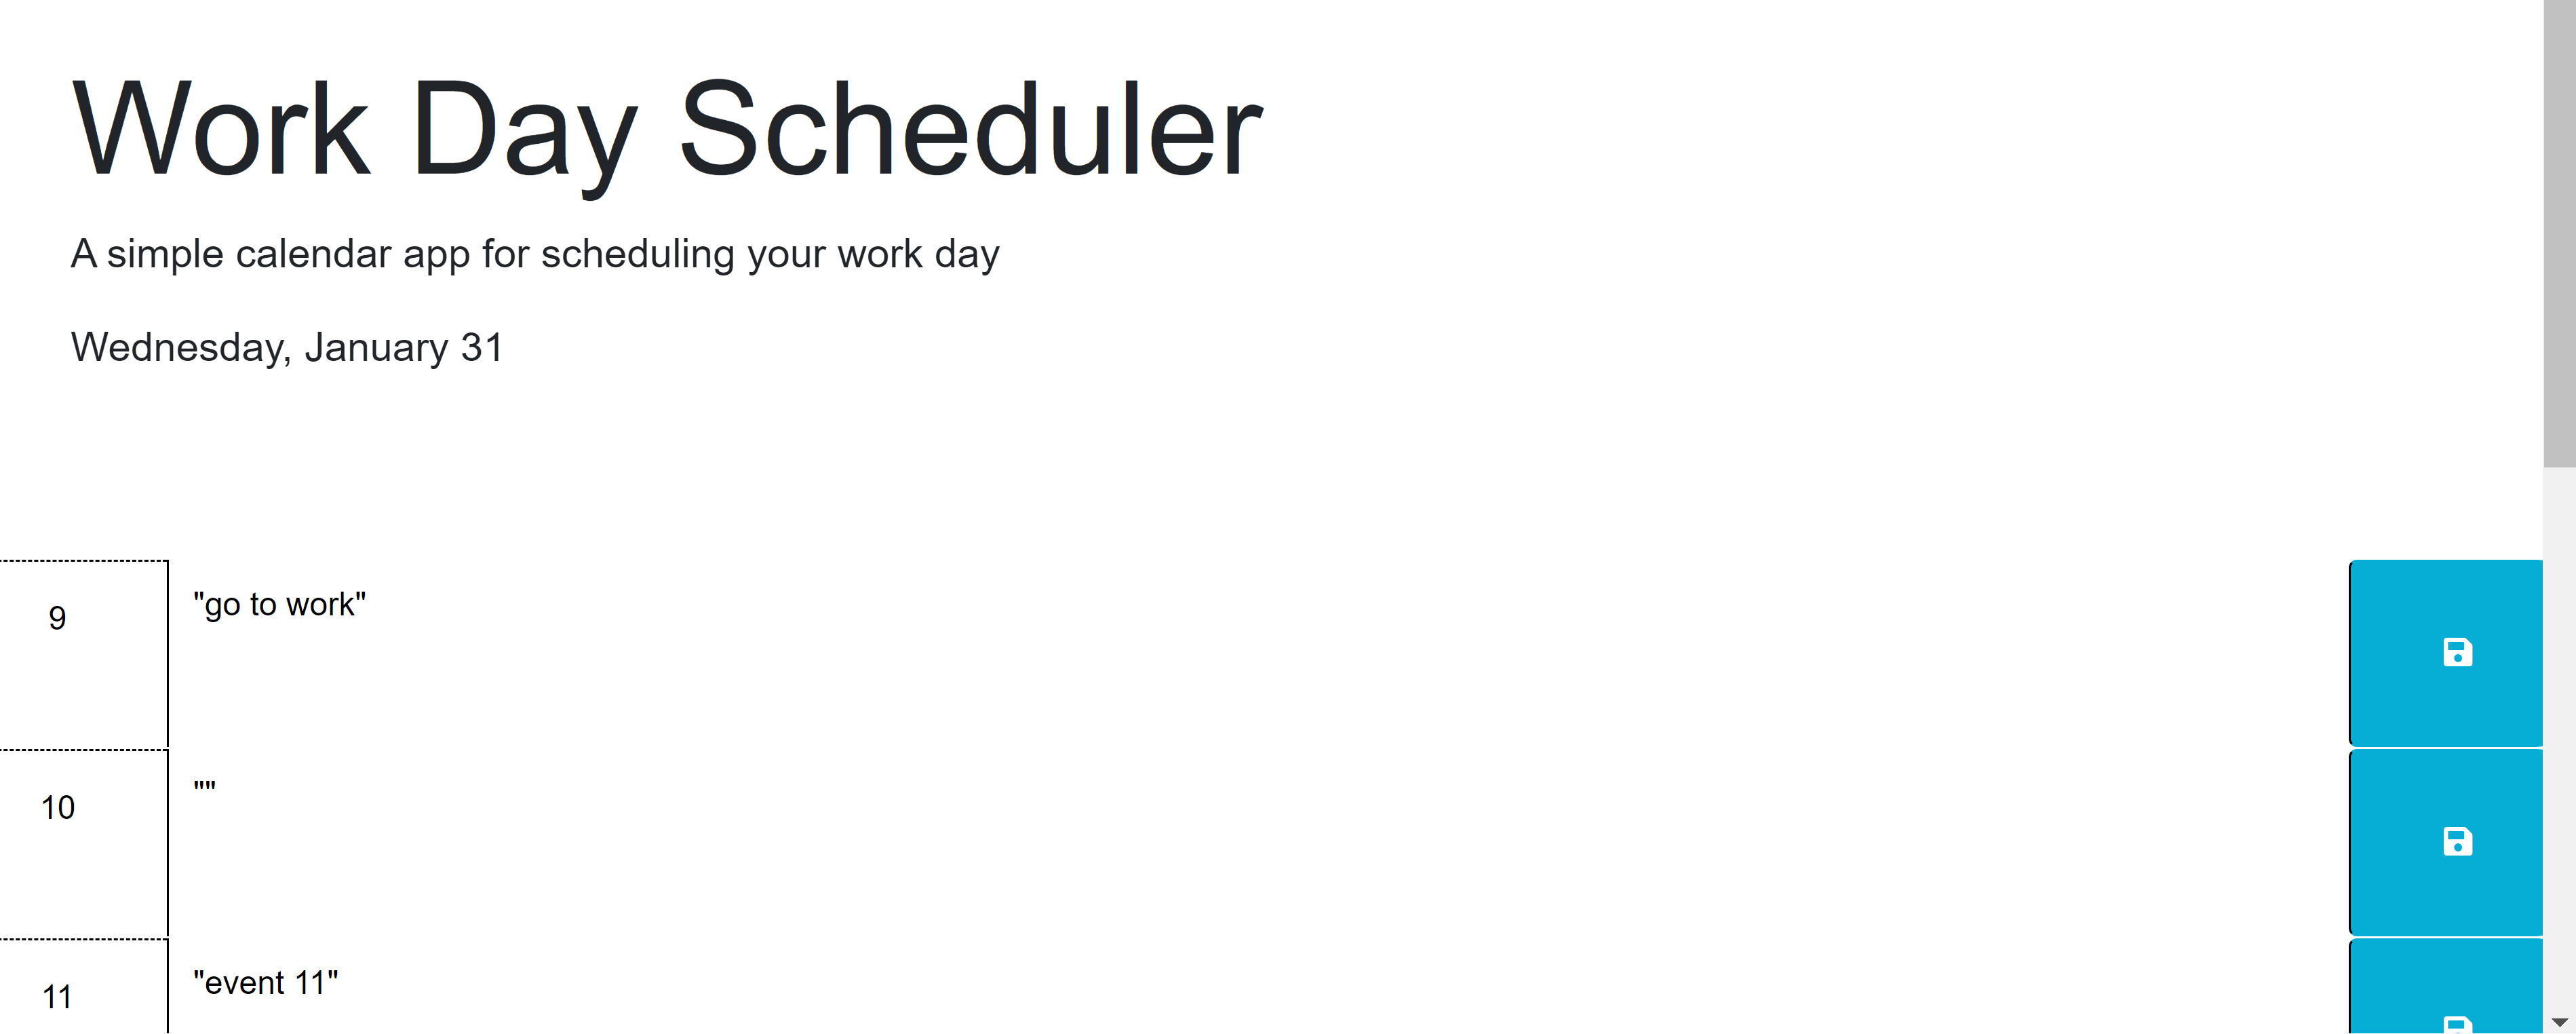 Work Day Scheduler
A simple calendar app for scheduling your work day
Wednesday, January 31
9
"go to work"
10
""
11
"event 11"